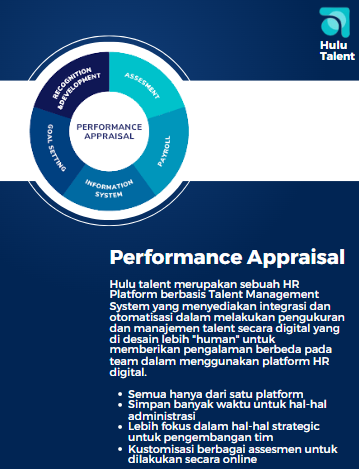 Hulu
Talent
RECOGNITION
&DEVELOPMENT
ASSESMENT
PAYROLL
INFORMATION
SYSTEM
GOAL SETTING
PERFORMANCE
APPRAISAL
Performance Appraisal
Hulu talent merupakan sebuah HR
Platform berbasis Talent Management
System yang menyediakan integrasi dan
otomatisasi dalam melakukan pengukuran
dan manajemen talent secara digital yang
di desain lebih "human" untuk
memberikan pengalaman berbeda pada
team dalam menggunakan platform HR
digital.
• Semua hanya dari satu platform
• Simpan banyak waktu untuk hal-hal
administrasi
• Lebih fokus dalam hal-hal strategic
untuk pengembangan tim
• Kustomisasi berbagai assesmen untuk
dilakukan secara online